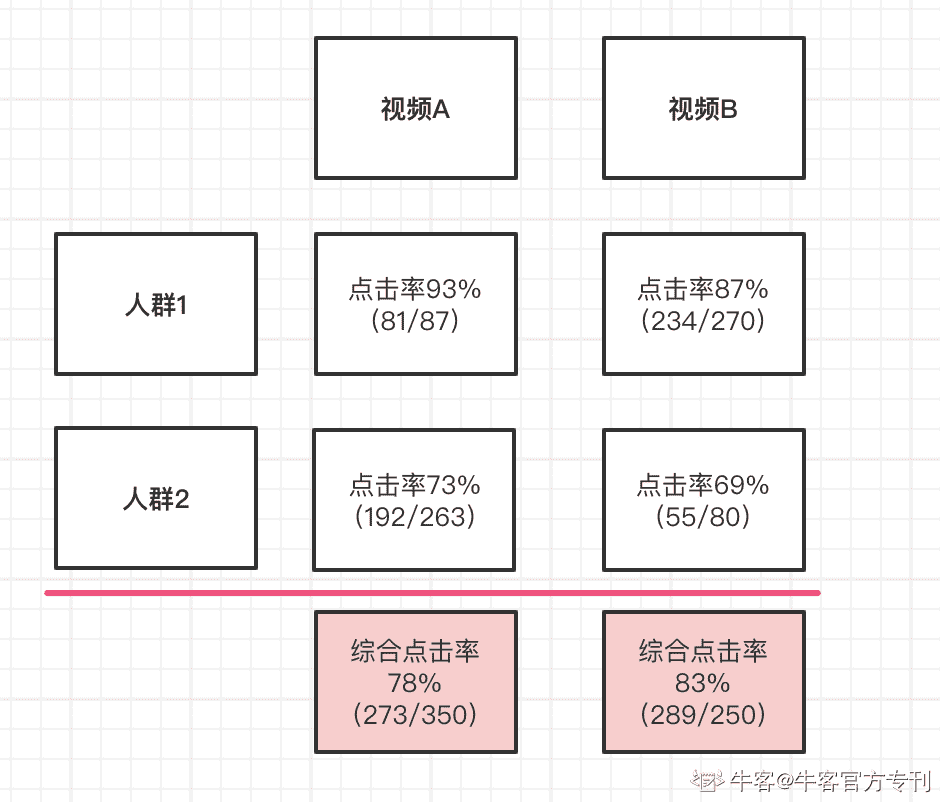 视频A
视频B
人群1
点击率93%
(81/87)
点击率87%
(234/270)
人群2
点击率73%
(192/263)
点击率69%
(55/80)
综合点击率
78%
(273/350)
综合点击率
83%
(289/250)
牛客@牛客官方专刊